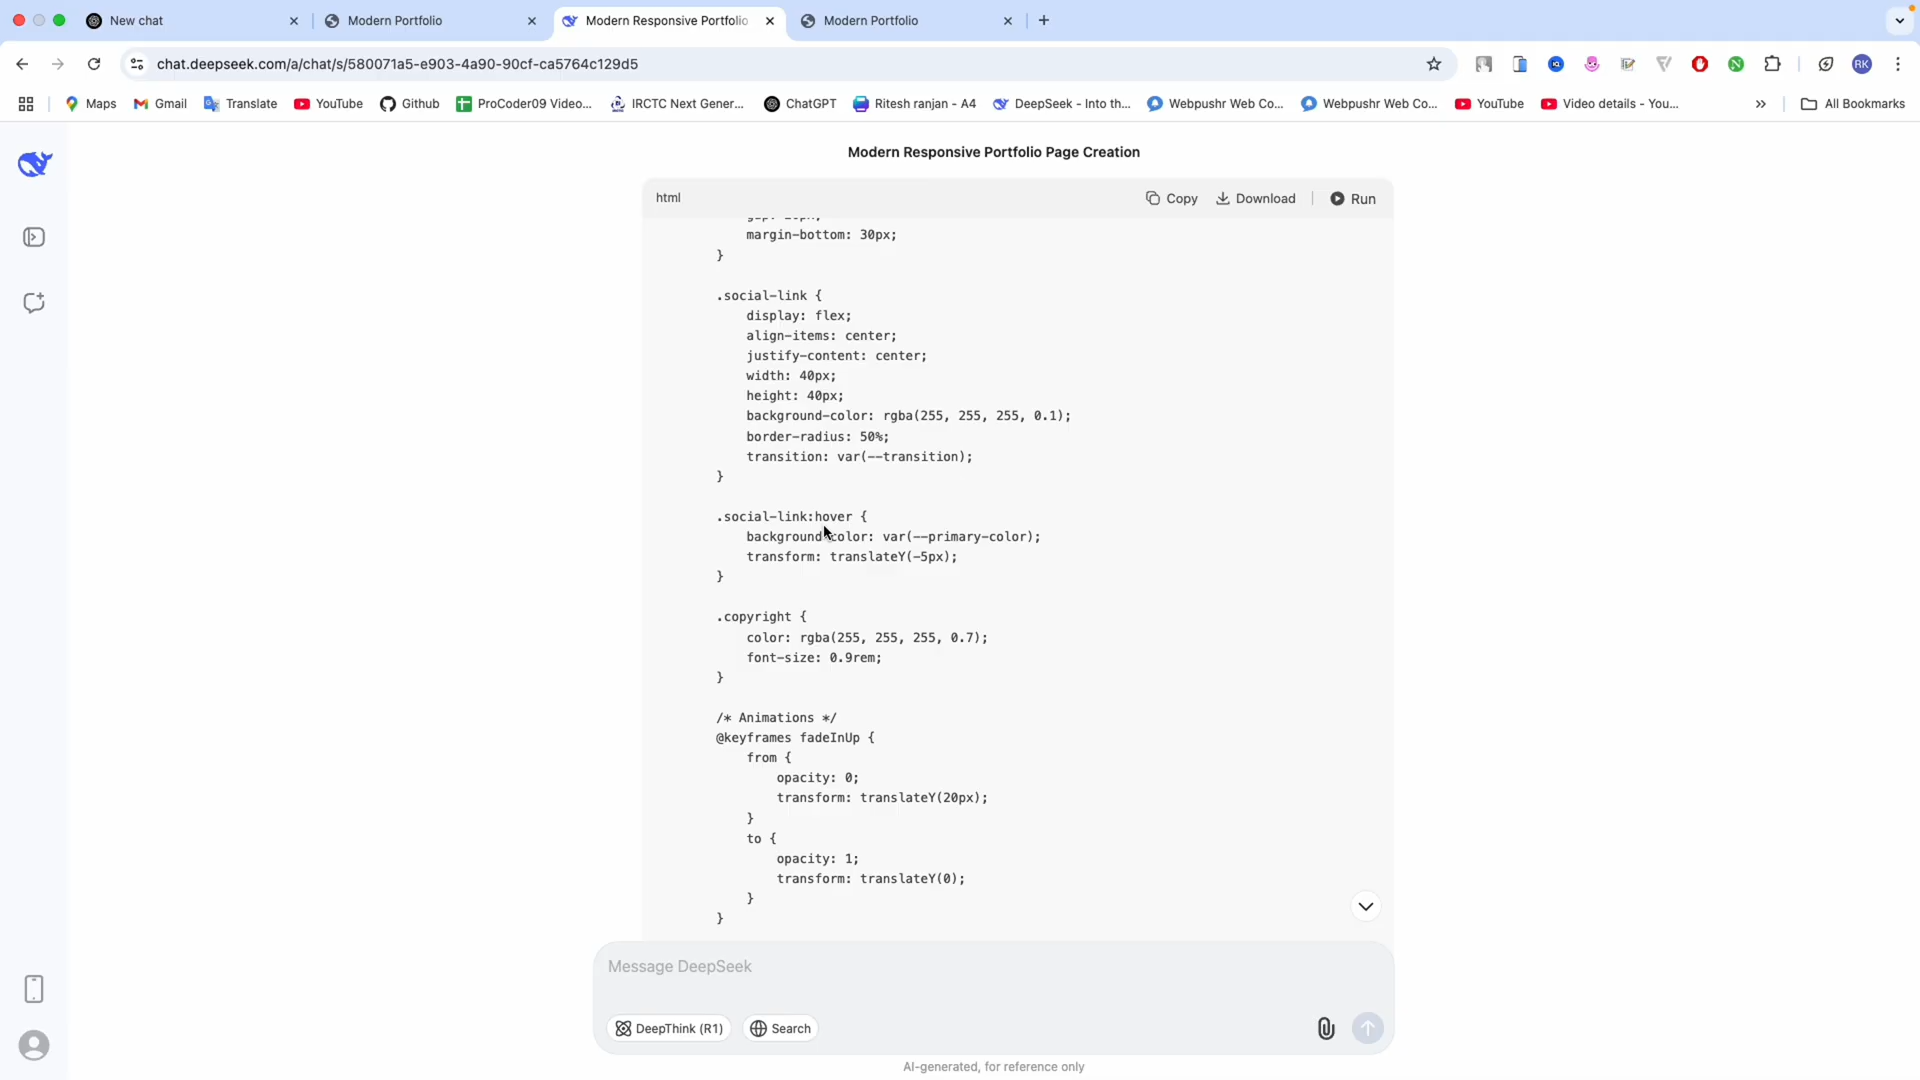 New chat
Modern Portfolio
Modern Responsive Portfolio
Modern Portfolio
chat.deepseek.com/a/chat/s/580071a5-e903-4a90-90cf-ca5764c129d5
RK
Maps
Gmail
Translate
YouTube
Github
ProCoder09 Video...
IRCTC Next Gener...
ChatGPT
Ritesh ranjan - A4
DeepSeek - Into th...
Webpushr Web Co...
Webpushr Web Co...
YouTube
Video details - You...
All Bookmarks
Modern Responsive Portfolio Page Creation
html
Copy
Download
Run
margin-bottom: 30px;
}
.social-link {
display: flex;
align-items: center;
justify-content: center;
width: 40px;
height: 40px;
background-color: rgba(255, 255, 255, 0.1);
border-radius: 50%;
transition: var(--transition);
}
.social-link:hover {
background-color: var(--primary-color);
transform: translateY(-5px);
}
.copyright {
color: rgba(255, 255, 255, 0.7);
font-size: 0.9rem;
}
/* Animations */
@keyframes fadeInUp {
from {
opacity: 0;
transform: translateY(20px);
}
to {
opacity: 1;
transform: translateY(0);
}
}
Message DeepSeek
DeepThink (R1)
Search
AI-generated, for reference only